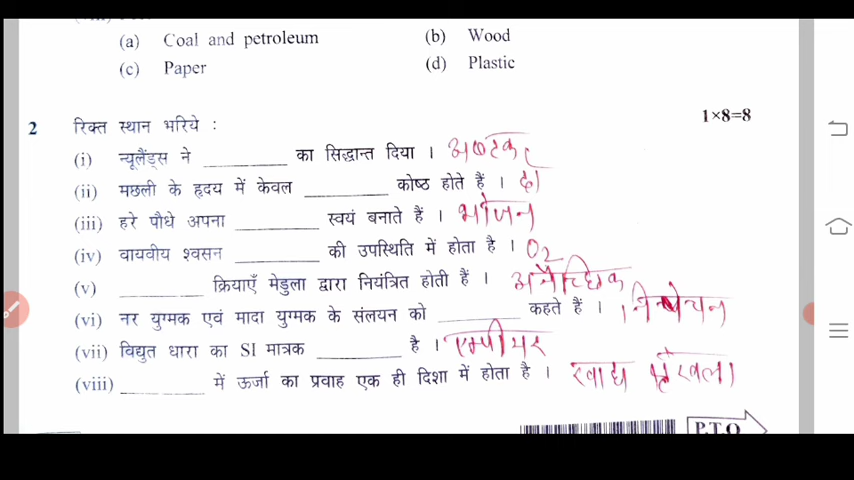 (a) Coal and petroleum (b) Wood
(c) Paper (d) Plastic
1×8=8
2 रिक्त स्थान भरिये :
(i) न्यूलैंड्स ने ________ का सिद्धान्त दिया । अष्टक
(ii) मछली के हृदय में केवल ________ कोष्ठ होते हैं । दो
(iii) हरे पौधे अपना ________ स्वयं बनाते हैं । भोजन
(iv) वायवीय श्वसन ________ की उपस्थिति में होता है । O2
(v) ________ क्रियाएँ मेडुला द्वारा नियंत्रित होती हैं । अनैच्छिक
(vi) नर युग्मक एवं मादा युग्मक के संलयन को ________ कहते हैं । निषेचन
(vii) विद्युत धारा का SI मात्रक ________ है । एम्पीयर
(viii) ________ में ऊर्जा का प्रवाह एक ही दिशा में होता है । खाद्य श्रृंखला
P.T.O